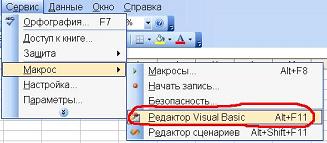 Сервис Данные Окно Справка
Орфография... F7
Доступ к книге...
Защита
Макрос
Настройка...
Параметры...
Макросы... Alt+F8
Начать запись...
Безопасность...
Редактор Visual Basic Alt+F11
Редактор сценариев Alt+Shift+F11